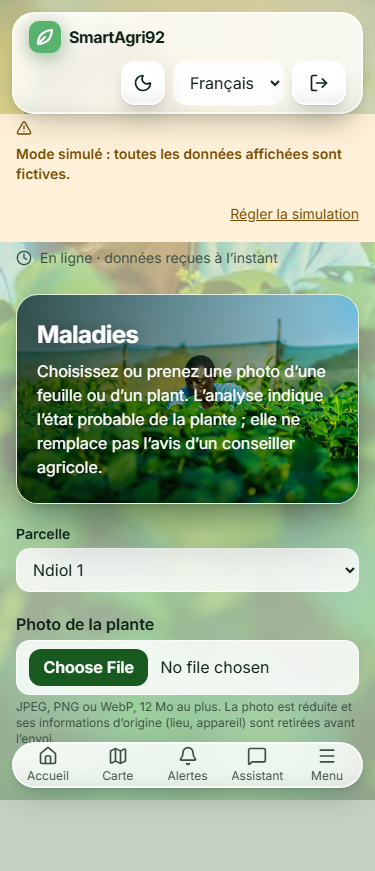 SmartAgri92
Français
Mode simulé : toutes les données affichées sont
fictives.
Régler la simulation
En ligne · données reçues à l’instant
Maladies
Choisissez ou prenez une photo d’une
feuille ou d’un plant. L’analyse indique
l’état probable de la plante ; elle ne
remplace pas l’avis d’un conseiller
agricole.
Parcelle
Ndiol 1
Photo de la plante
Choose File No file chosen
JPEG, PNG ou WebP, 12 Mo au plus. La photo est réduite et
ses informations d’origine (lieu, appareil) sont retirées avant
l’envoi.
Accueil Carte Alertes Assistant Menu